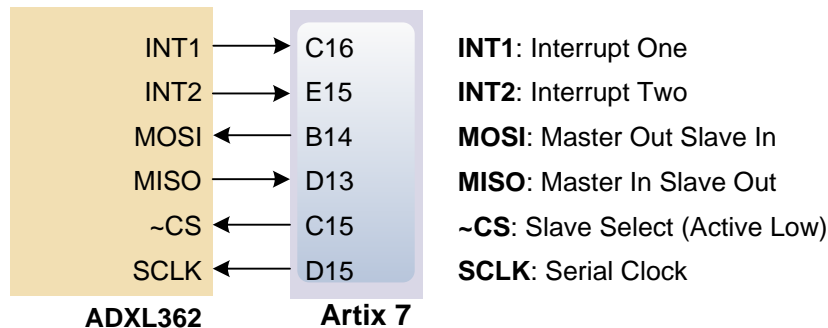 INT1 C16 INT1: Interrupt One
INT2 E15 INT2: Interrupt Two
MOSI B14 MOSI: Master Out Slave In
MISO D13 MISO: Master In Slave Out
~CS C15 ~CS: Slave Select (Active Low)
SCLK D15 SCLK: Serial Clock
ADXL362 Artix 7